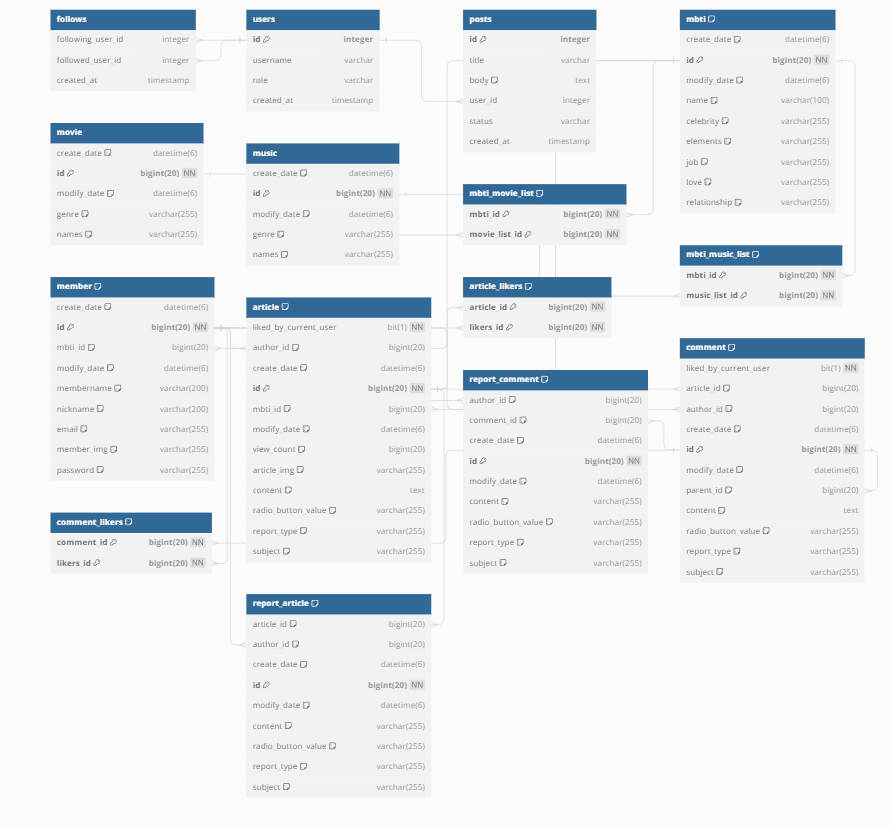 follows
following_user_id integer
followed_user_id integer
created_at timestamp
users
id integer
username varchar
role varchar
created_at timestamp
posts
id integer
title varchar
body text
user_id integer
status varchar
created_at timestamp
mbti
create_date datetime(6)
id bigint(20) NN
modify_date datetime(6)
name varchar(100)
celebrity varchar(255)
elements varchar(255)
job varchar(255)
love varchar(255)
relationship varchar(255)
movie
create_date datetime(6)
id bigint(20) NN
modify_date datetime(6)
genre varchar(255)
names varchar(255)
music
create_date datetime(6)
id bigint(20) NN
modify_date datetime(6)
genre varchar(255)
names varchar(255)
mbti_movie_list
mbti_id bigint(20) NN
movie_list_id bigint(20) NN
mbti_music_list
mbti_id bigint(20) NN
music_list_id bigint(20) NN
member
create_date datetime(6)
id bigint(20) NN
mbti_id bigint(20)
modify_date datetime(6)
membername varchar(200)
nickname varchar(200)
email varchar(255)
member_img varchar(255)
password varchar(255)
article
liked_by_current_user bit(1) NN
author_id bigint(20)
create_date datetime(6)
id bigint(20) NN
mbti_id bigint(20)
modify_date datetime(6)
view_count bigint(20)
article_img varchar(255)
content text
radio_button_value varchar(255)
report_type varchar(255)
subject varchar(255)
article_likers
article_id bigint(20) NN
likers_id bigint(20) NN
report_comment
author_id bigint(20)
comment_id bigint(20)
create_date datetime(6)
id bigint(20) NN
modify_date datetime(6)
content varchar(255)
radio_button_value varchar(255)
report_type varchar(255)
subject varchar(255)
comment
liked_by_current_user bit(1) NN
article_id bigint(20)
author_id bigint(20)
create_date datetime(6)
id bigint(20) NN
modify_date datetime(6)
parent_id bigint(20)
content text
radio_button_value varchar(255)
report_type varchar(255)
subject varchar(255)
comment_likers
comment_id bigint(20) NN
likers_id bigint(20) NN
report_article
article_id bigint(20)
author_id bigint(20)
create_date datetime(6)
id bigint(20) NN
modify_date datetime(6)
content varchar(255)
radio_button_value varchar(255)
report_type varchar(255)
subject varchar(255)